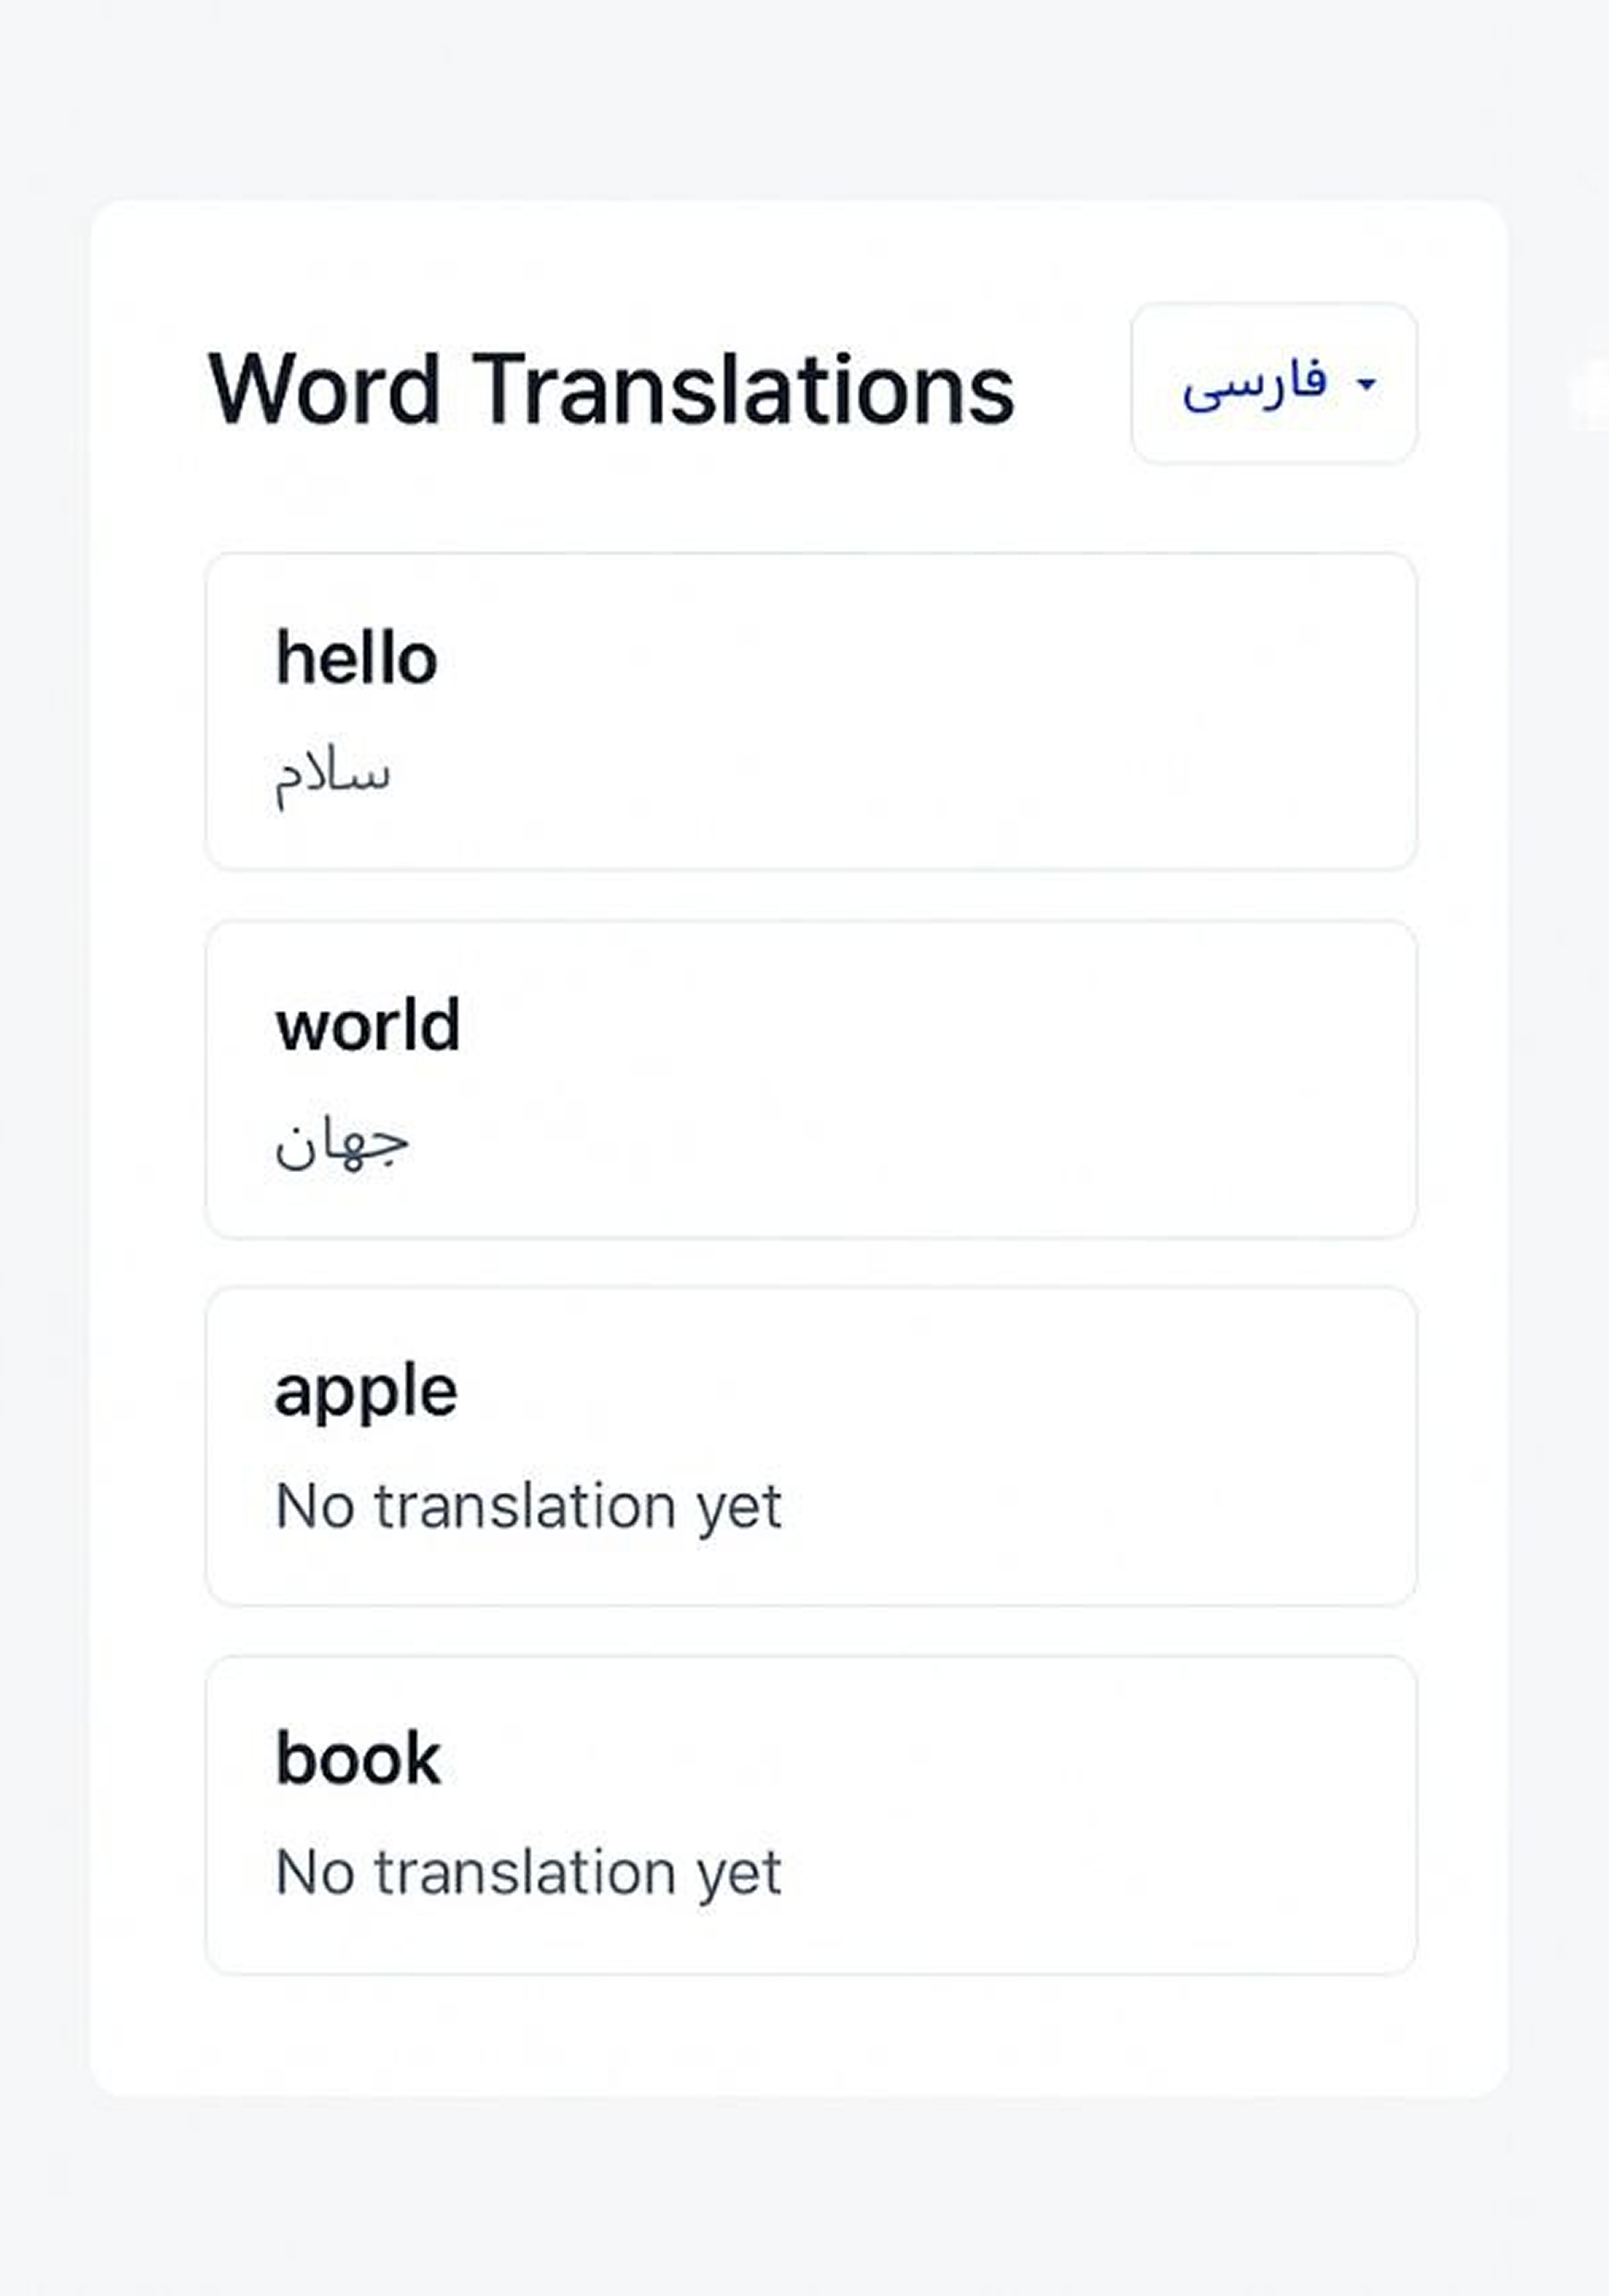 Word Translations
فارسی
hello
سلام
world
جهان
apple
No translation yet
book
No translation yet